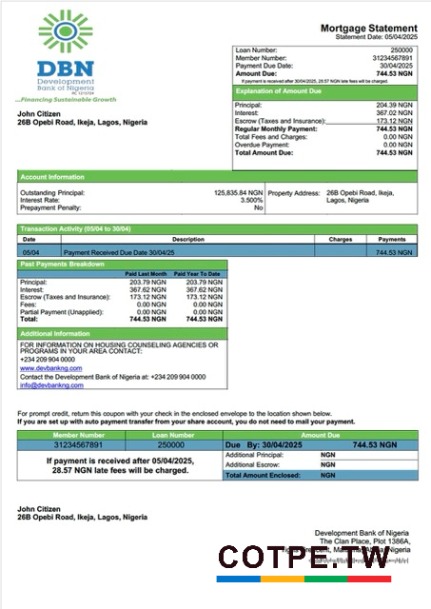 DBN
Development
Bank of Nigeria
...Financing Sustainable Growth
Mortgage Statement
Statement Date: 05/04/2025
Loan Number: 250000
Member Number: 31234567891
Payment Due Date: 30/04/2025
Amount Due: 744.53 NGN
If payment is received after 30/04/2025, 28.57 NGN late fees will be charged.
John Citizen
26B Opebi Road, Ikeja, Lagos, Nigeria
Explanation of Amount Due
Principal: 204.39 NGN
Interest: 367.02 NGN
Escrow (Taxes and Insurance): 173.12 NGN
Regular Monthly Payment: 744.53 NGN
Total Fees and Charges: 0.00 NGN
Overdue Payment: 0.00 NGN
Total Amount Due: 744.53 NGN
Account Information
Outstanding Principal: 125,835.84 NGN
Interest Rate: 3.500%
Prepayment Penalty: No
Property Address: 26B Opebi Road, Ikeja,
Lagos, Nigeria
Transaction Activity (05/04 to 30/04)
Date Description Charges Payments
05/04 Payment Received Due Date 30/04/25 744.53 NGN
Past Payments Breakdown
Paid Last Month Paid Year To Date
Principal: 203.79 NGN 203.79 NGN
Interest: 367.62 NGN 367.62 NGN
Escrow (Taxes and Insurance): 173.12 NGN 173.12 NGN
Fees: 0.00 NGN 0.00 NGN
Partial Payment (Unapplied): 0.00 NGN 0.00 NGN
Total: 744.53 NGN 744.53 NGN
Additional Information
FOR INFORMATION ON HOUSING COUNSELING AGENCIES OR
PROGRAMS IN YOUR AREA CONTACT:
+234 209 904 0000
www.devbankng.com
Contact the Development Bank of Nigeria at: +234 209 904 0000
info@devbankng.com
For prompt credit, return this coupon with your check in the enclosed envelope to the location shown below.
If you are set up with auto payment transfer from your share account, you do not need to mail your payment.
Member Number Loan Number Amount Due
31234567891 250000 Due By: 30/04/2025 744.53 NGN
If payment is received after 05/04/2025,
28.57 NGN late fees will be charged.
Additional Principal: NGN
Additional Escrow: NGN
Total Amount Enclosed: NGN
John Citizen
26B Opebi Road, Ikeja, Lagos, Nigeria
Development Bank of Nigeria
The Clan Place, Plot 1386A,
COTPE.TW